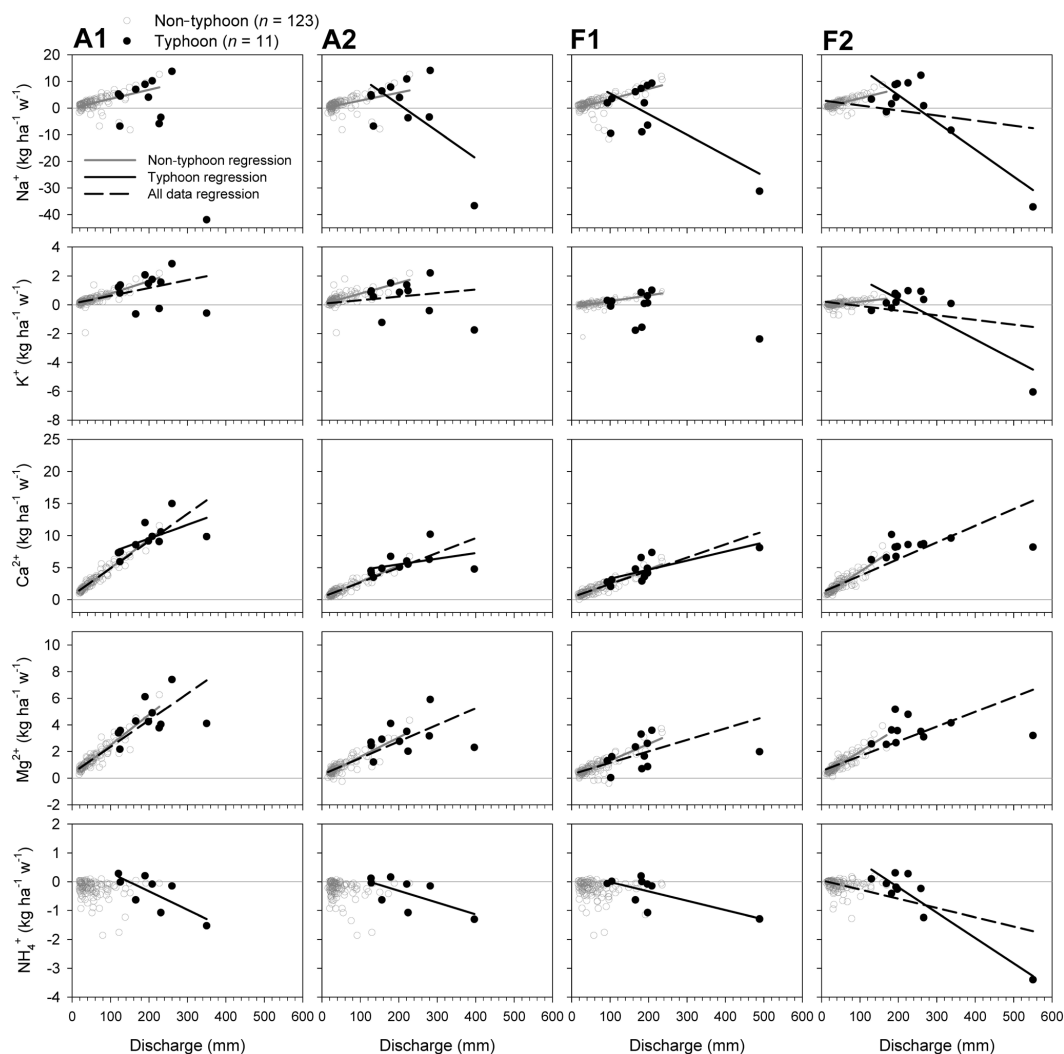 A1 A2 F1 F2
Non-typhoon (n = 123)
Typhoon (n = 11)
Na⁺ (kg ha⁻¹ w⁻¹)
20
10
0
-10
-20
-30
-40
Non-typhoon regression
Typhoon regression
All data regression
K⁺ (kg ha⁻¹ w⁻¹)
4
2
0
-2
-4
-6
-8
Ca²⁺ (kg ha⁻¹ w⁻¹)
25
20
15
10
5
0
Mg²⁺ (kg ha⁻¹ w⁻¹)
10
8
6
4
2
0
-2
NH₄⁺ (kg ha⁻¹ w⁻¹)
2
1
0
-1
-2
-3
-4
0 100 200 300 400 500 600 0 100 200 300 400 500 600 0 100 200 300 400 500 600 0 100 200 300 400 500 600
Discharge (mm) Discharge (mm) Discharge (mm) Discharge (mm)